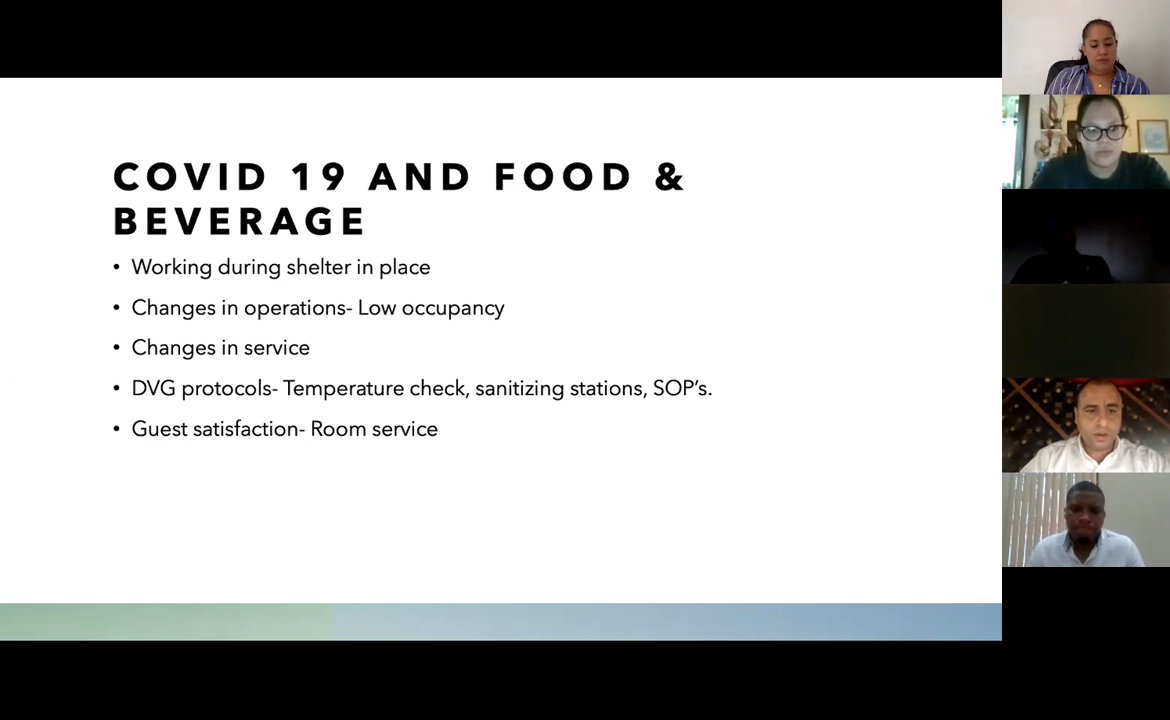 COVID 19 AND FOOD &
BEVERAGE
• Working during shelter in place
• Changes in operations- Low occupancy
• Changes in service
• DVG protocols- Temperature check, sanitizing stations, SOP’s.
• Guest satisfaction- Room service